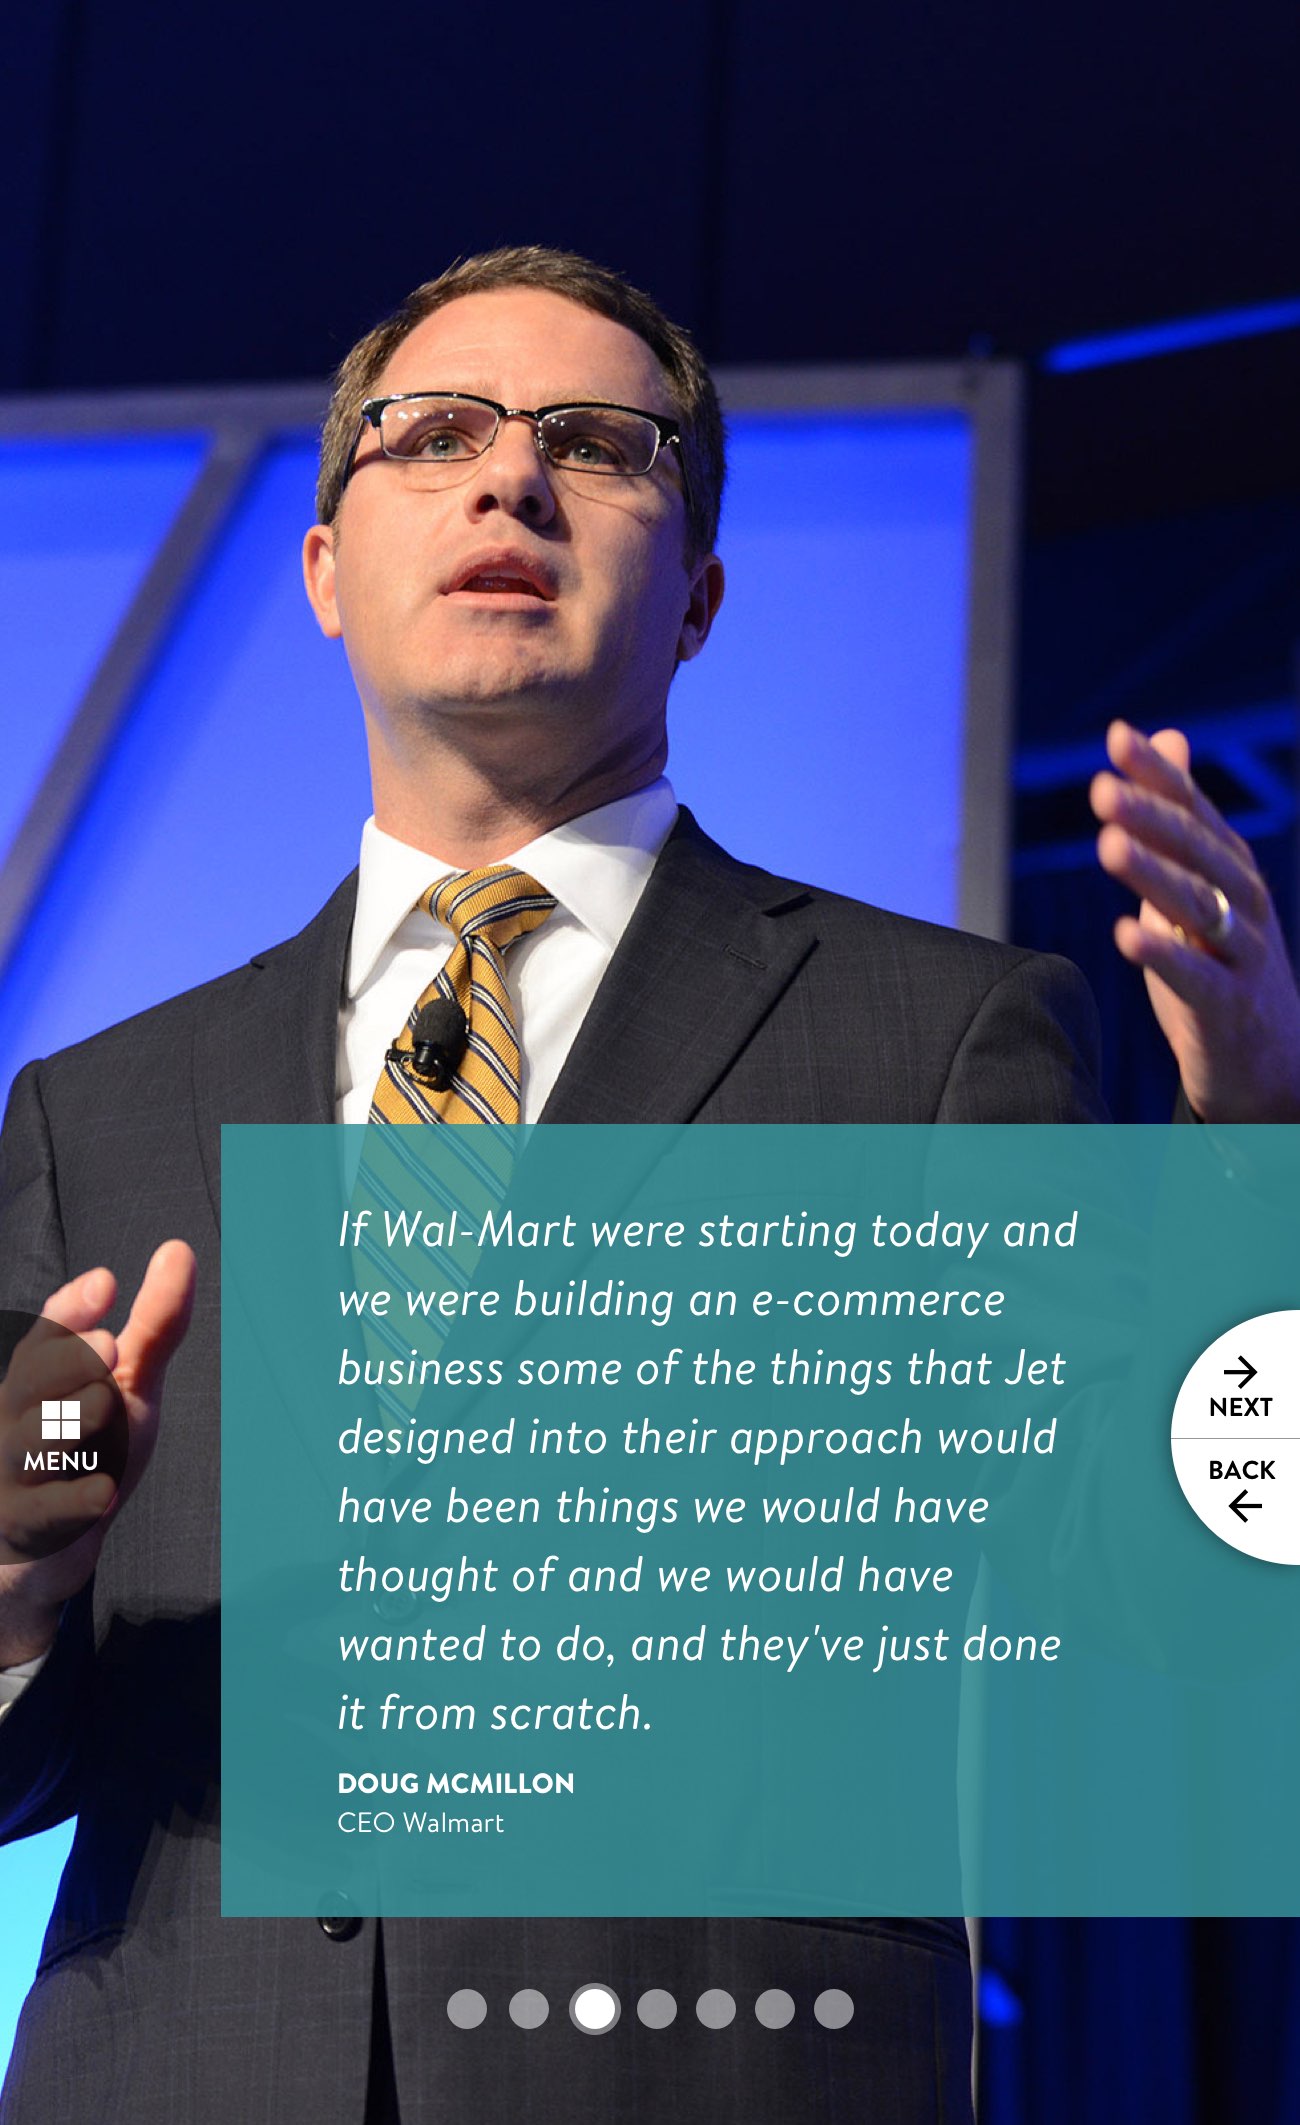 If Wal-Mart were starting today and
we were building an e-commerce
business some of the things that Jet
designed into their approach would
have been things we would have
thought of and we would have
wanted to do, and they've just done
it from scratch.
DOUG MCMILLON
CEO Walmart
MENU
NEXT
BACK